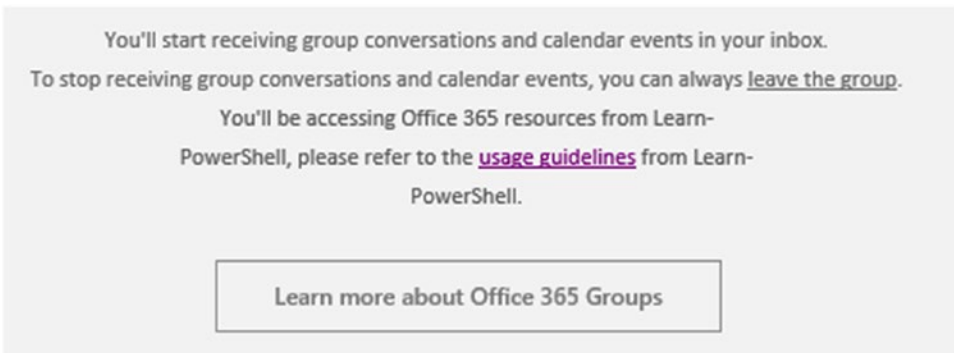 You'll start receiving group conversations and calendar events in your inbox.
To stop receiving group conversations and calendar events, you can always leave the group.
You'll be accessing Office 365 resources from Learn-
PowerShell, please refer to the usage guidelines from Learn-
PowerShell.
Learn more about Office 365 Groups